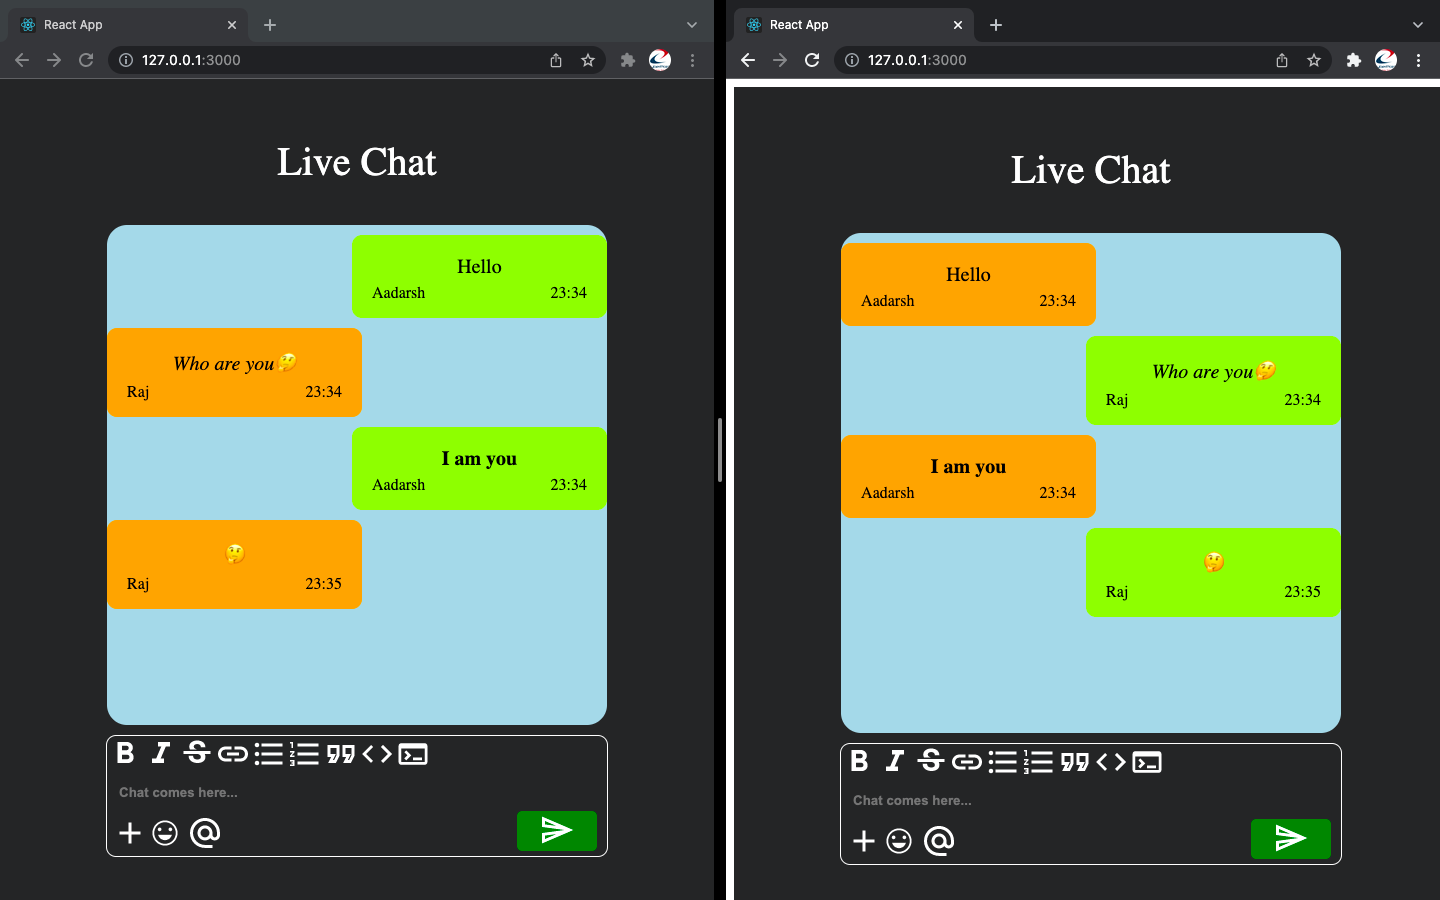 React App
127.0.0.1:3000
Live Chat
Hello
Aadarsh 23:34
Who are you🤔
Raj 23:34
I am you
Aadarsh 23:34
🤔
Raj 23:35
Chat comes here...
React App
127.0.0.1:3000
Live Chat
Hello
Aadarsh 23:34
Who are you🤔
Raj 23:34
I am you
Aadarsh 23:34
🤔
Raj 23:35
Chat comes here...